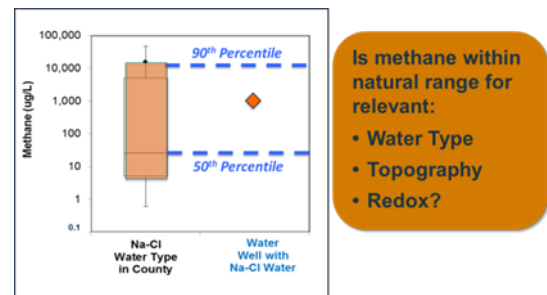 100,000
10,000
1,000
100
10
1
0.1
Methane (ug/L)
90th Percentile
50th Percentile
Na-Cl
Water Type
in County
Water
Well with
Na-Cl Water
Is methane within
natural range for
relevant:
• Water Type
• Topography
• Redox?